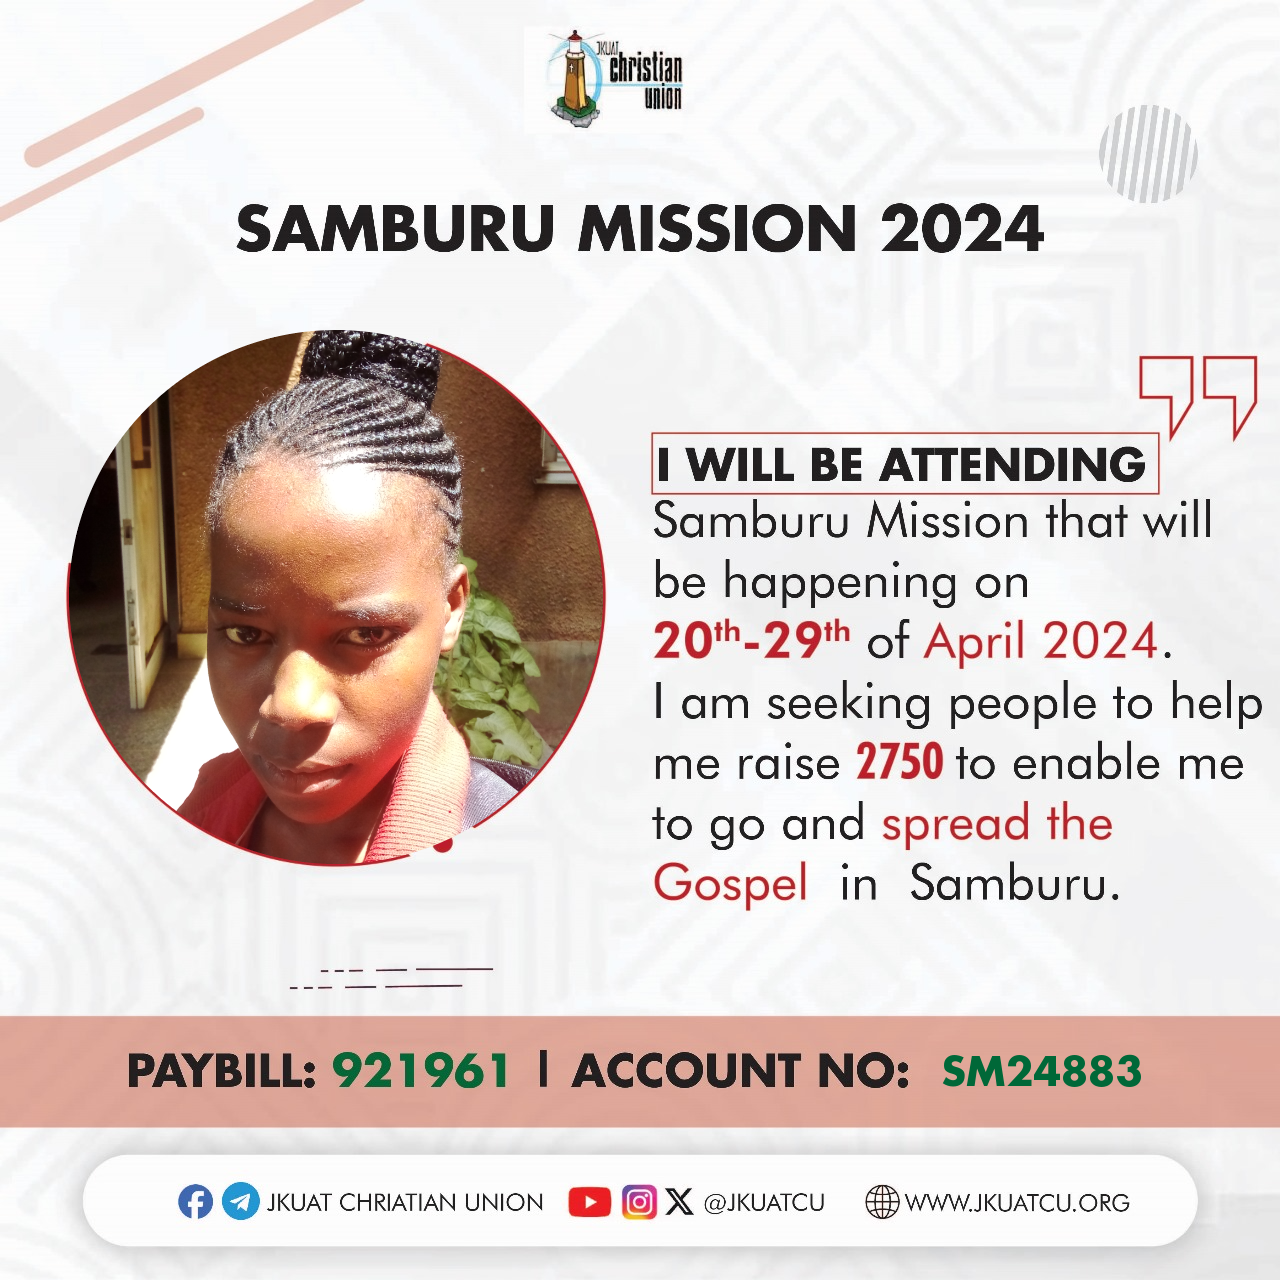 JKUAT
christian
union
SAMBURU MISSION 2024
I WILL BE ATTENDING
Samburu Mission that will
be happening on
20th-29th of April 2024.
I am seeking people to help
me raise 2750 to enable me
to go and spread the
Gospel in Samburu.
PAYBILL: 921961 | ACCOUNT NO: SM24883
JKUAT CHRIATIAN UNION @JKUATCU WWW.JKUATCU.ORG